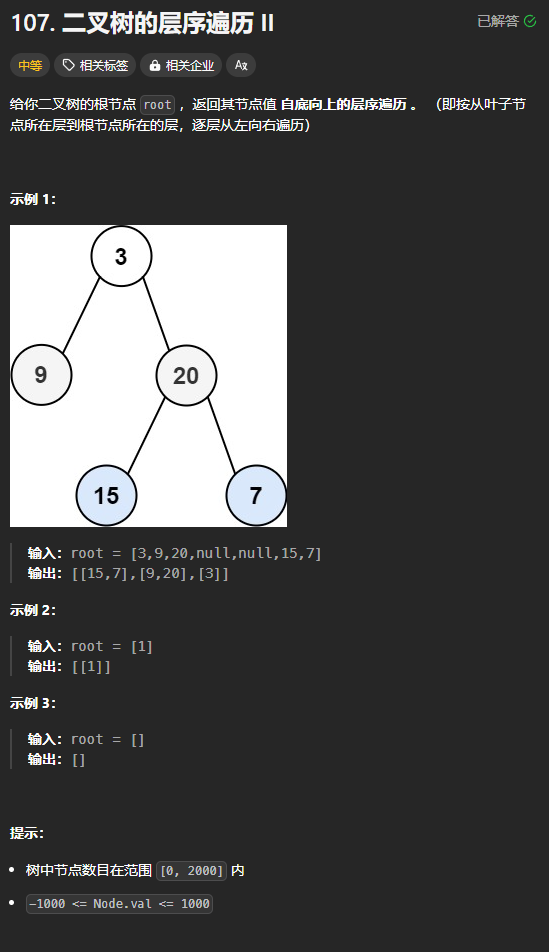 107. 二叉树的层序遍历 II
已解答
中等 相关标签 相关企业 Aあ
给你二叉树的根节点 root ，返回其节点值 自底向上的层序遍历 。 （即按从叶子节
点所在层到根节点所在的层，逐层从左向右遍历）
示例 1：
3
9
20
15
7
输入：root = [3,9,20,null,null,15,7]
输出：[[15,7],[9,20],[3]]
示例 2：
输入：root = [1]
输出：[[1]]
示例 3：
输入：root = []
输出：[]
提示：
树中节点数目在范围 [0, 2000] 内
-1000 <= Node.val <= 1000